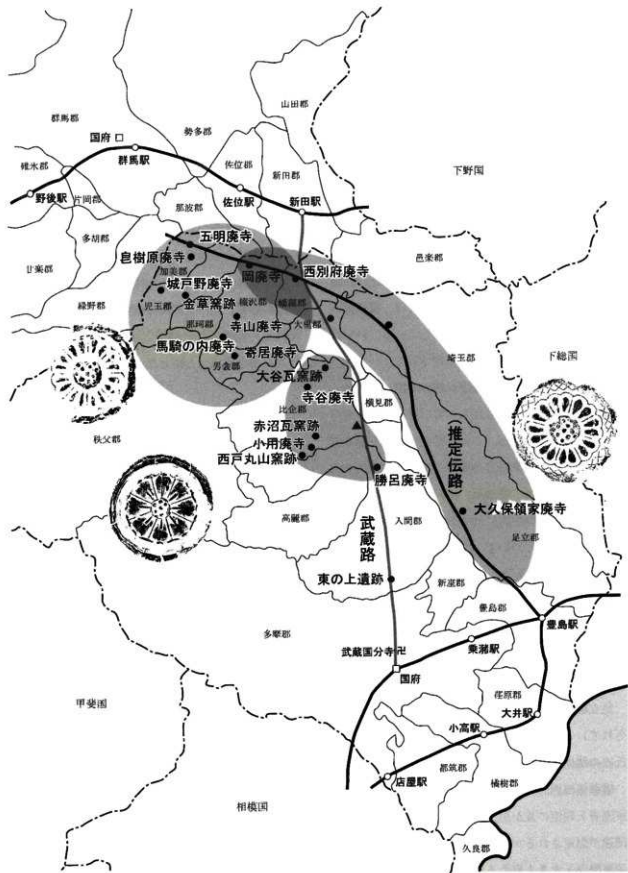 山田郡
群馬郡
勢多郡
国府
群馬駅
佐位郡
新田郡
下野国
碓氷郡
片岡郡
野後駅
佐位駅
新田駅
那波郡
多胡郡
五明廃寺
邑楽郡
甘楽郡
皀樹原廃寺
加美郡
岡廃寺
西別府廃寺
城戸野廃寺
緑野郡
児玉郡
金草窯跡
榛沢郡
幡羅郡
那珂郡
寺山廃寺
大里郡
馬騎の内廃寺
寄居廃寺
男衾郡
埼玉郡
下総国
大谷瓦窯跡
寺谷廃寺
横見郡
比企郡
秩父郡
赤沼瓦窯跡
小用廃寺
西戸丸山窯跡
勝呂廃寺
(推定伝路)
大久保領家廃寺
高麗郡
入間郡
武蔵路
足立郡
東の上遺跡
新座郡
豊島郡
多摩郡
豊島駅
武蔵国分寺卍
乗瀦駅
国府
甲斐国
荏原郡
大井駅
小高駅
都筑郡
店屋駅
橘樹郡
相模国
久良郡